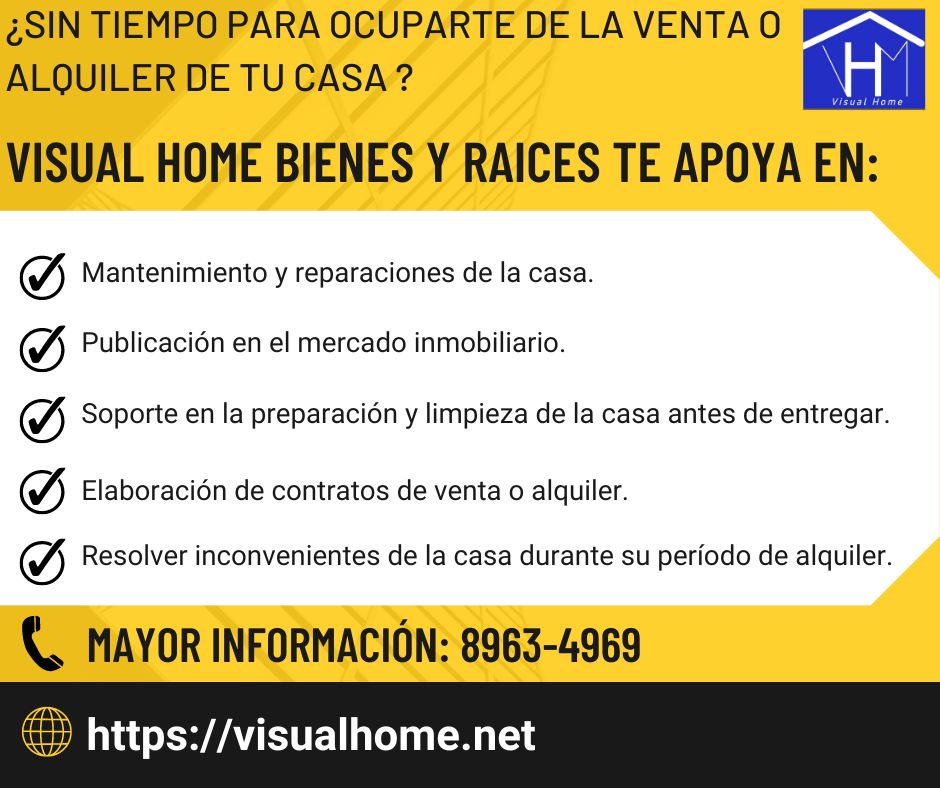 ¿SIN TIEMPO PARA OCUPARTE DE LA VENTA O
ALQUILER DE TU CASA ?
VHM
Visual Home
VISUAL HOME BIENES Y RAICES TE APOYA EN:
Mantenimiento y reparaciones de la casa.
Publicación en el mercado inmobiliario.
Soporte en la preparación y limpieza de la casa antes de entregar.
Elaboración de contratos de venta o alquiler.
Resolver inconvenientes de la casa durante su período de alquiler.
MAYOR INFORMACIÓN: 8963-4969
https://visualhome.net